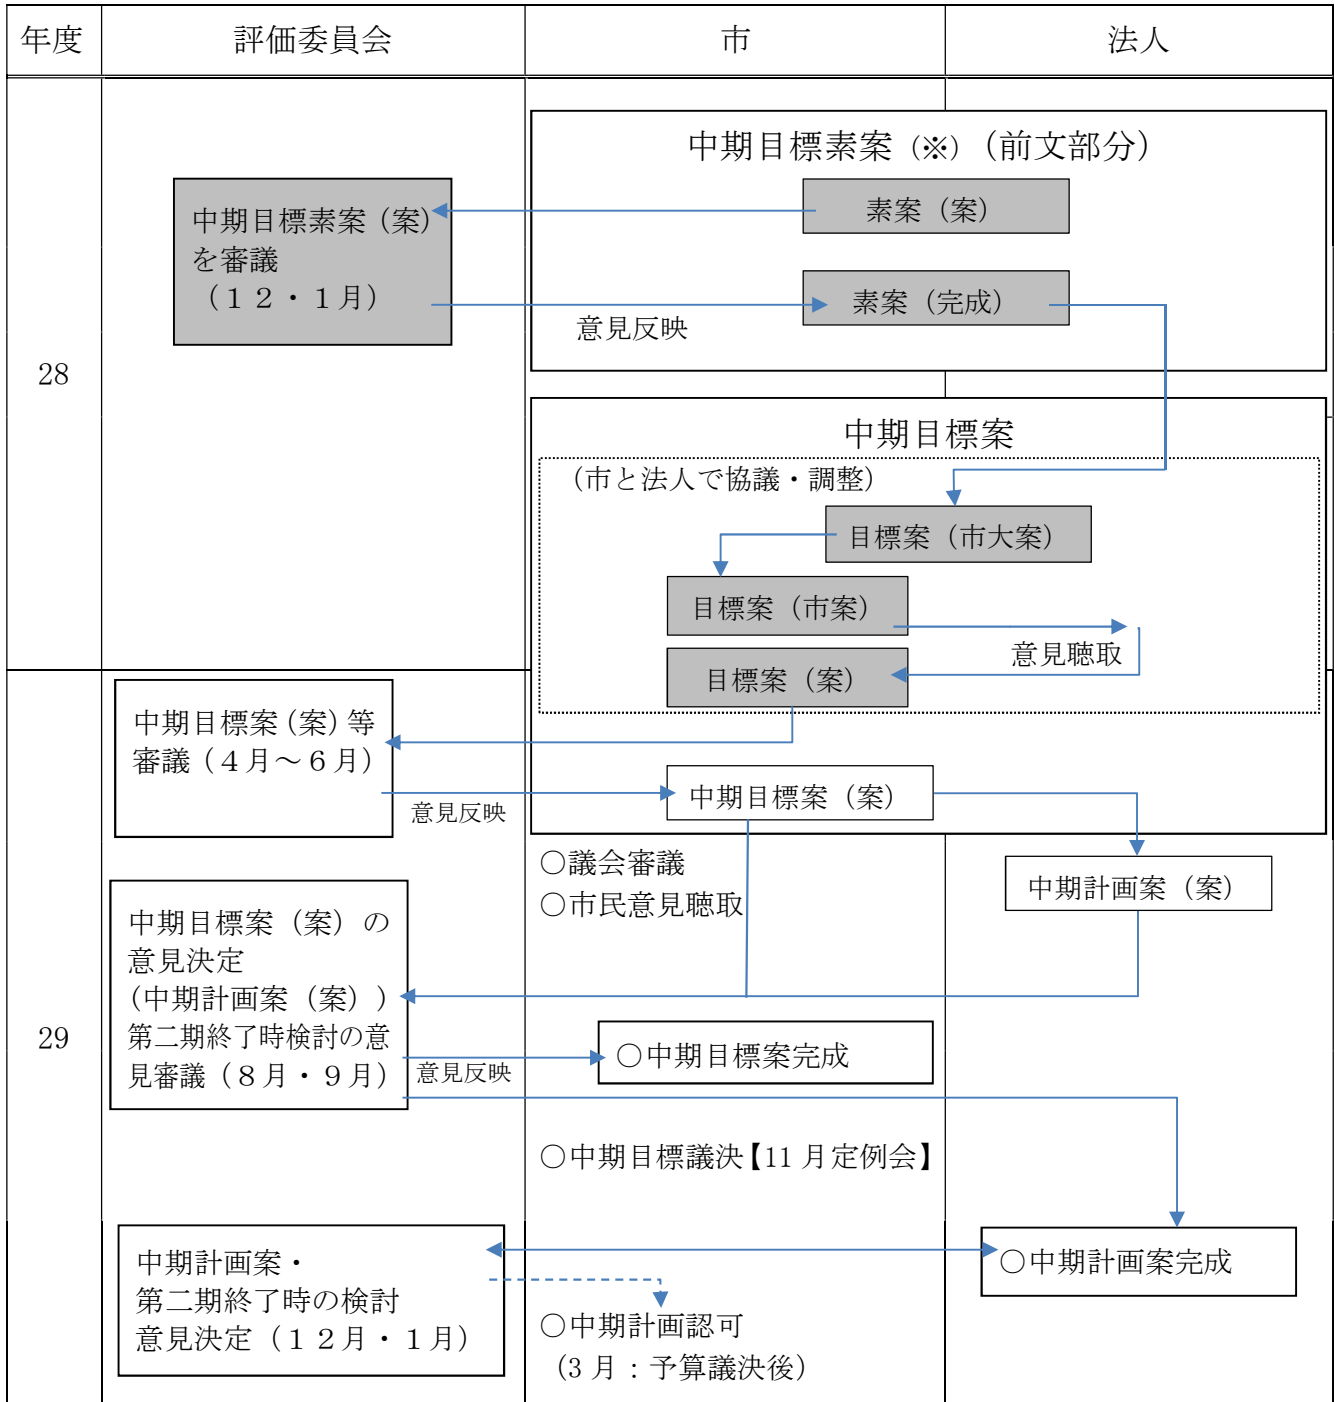 年度
評価委員会
市
法人
28
中期目標素案（※）（前文部分）
素案（案）
中期目標素案（案）
を審議
（１２・１月）
素案（完成）
意見反映
中期目標案
（市と法人で協議・調整）
目標案（市大案）
目標案（市案）
意見聴取
目標案（案）
29
中期目標案（案）等
審議（４月～６月）
意見反映
中期目標案（案）
○議会審議
○市民意見聴取
中期計画案（案）
中期目標案（案）の
意見決定
（中期計画案（案））
第二期終了時検討の意
見審議（８月・９月）
意見反映
○中期目標案完成
○中期目標議決【11月定例会】
中期計画案・
第二期終了時の検討
意見決定（１２月・１月）
○中期計画案完成
○中期計画認可
（3月：予算議決後）